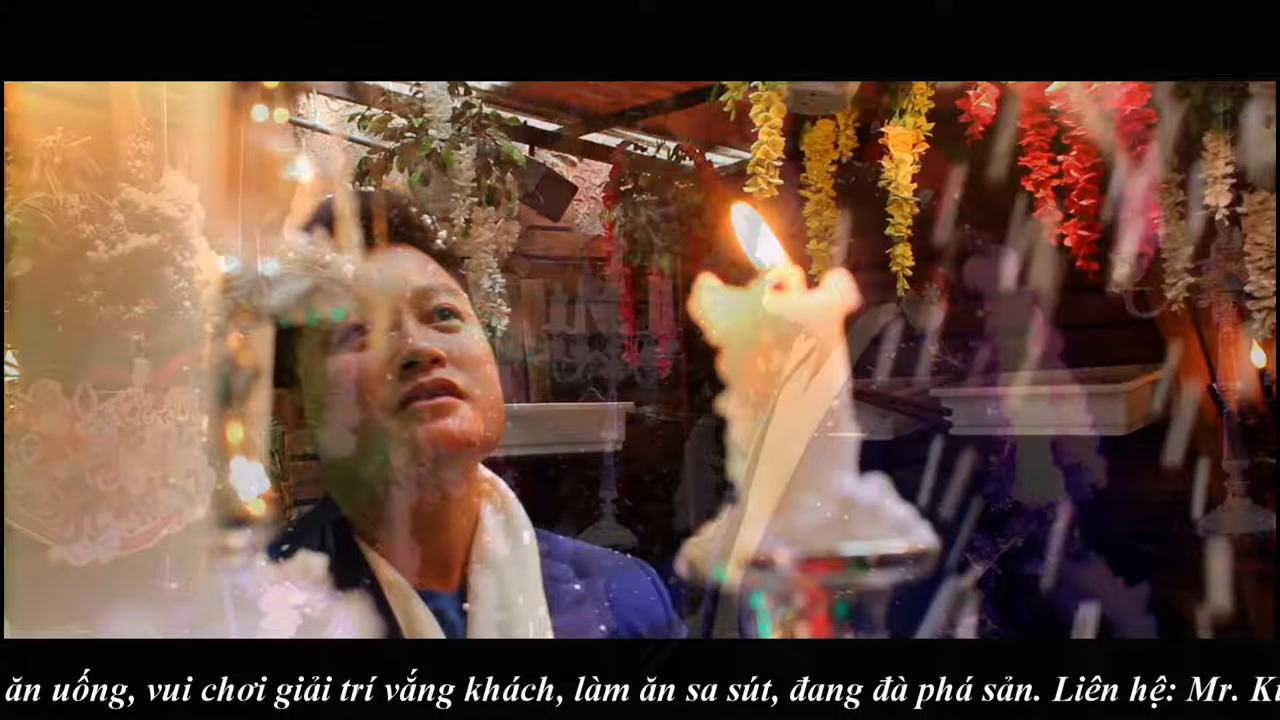 ăn uống, vui chơi giải trí vắng khách, làm ăn sa sút, đang đà phá sản. Liên hệ: Mr.